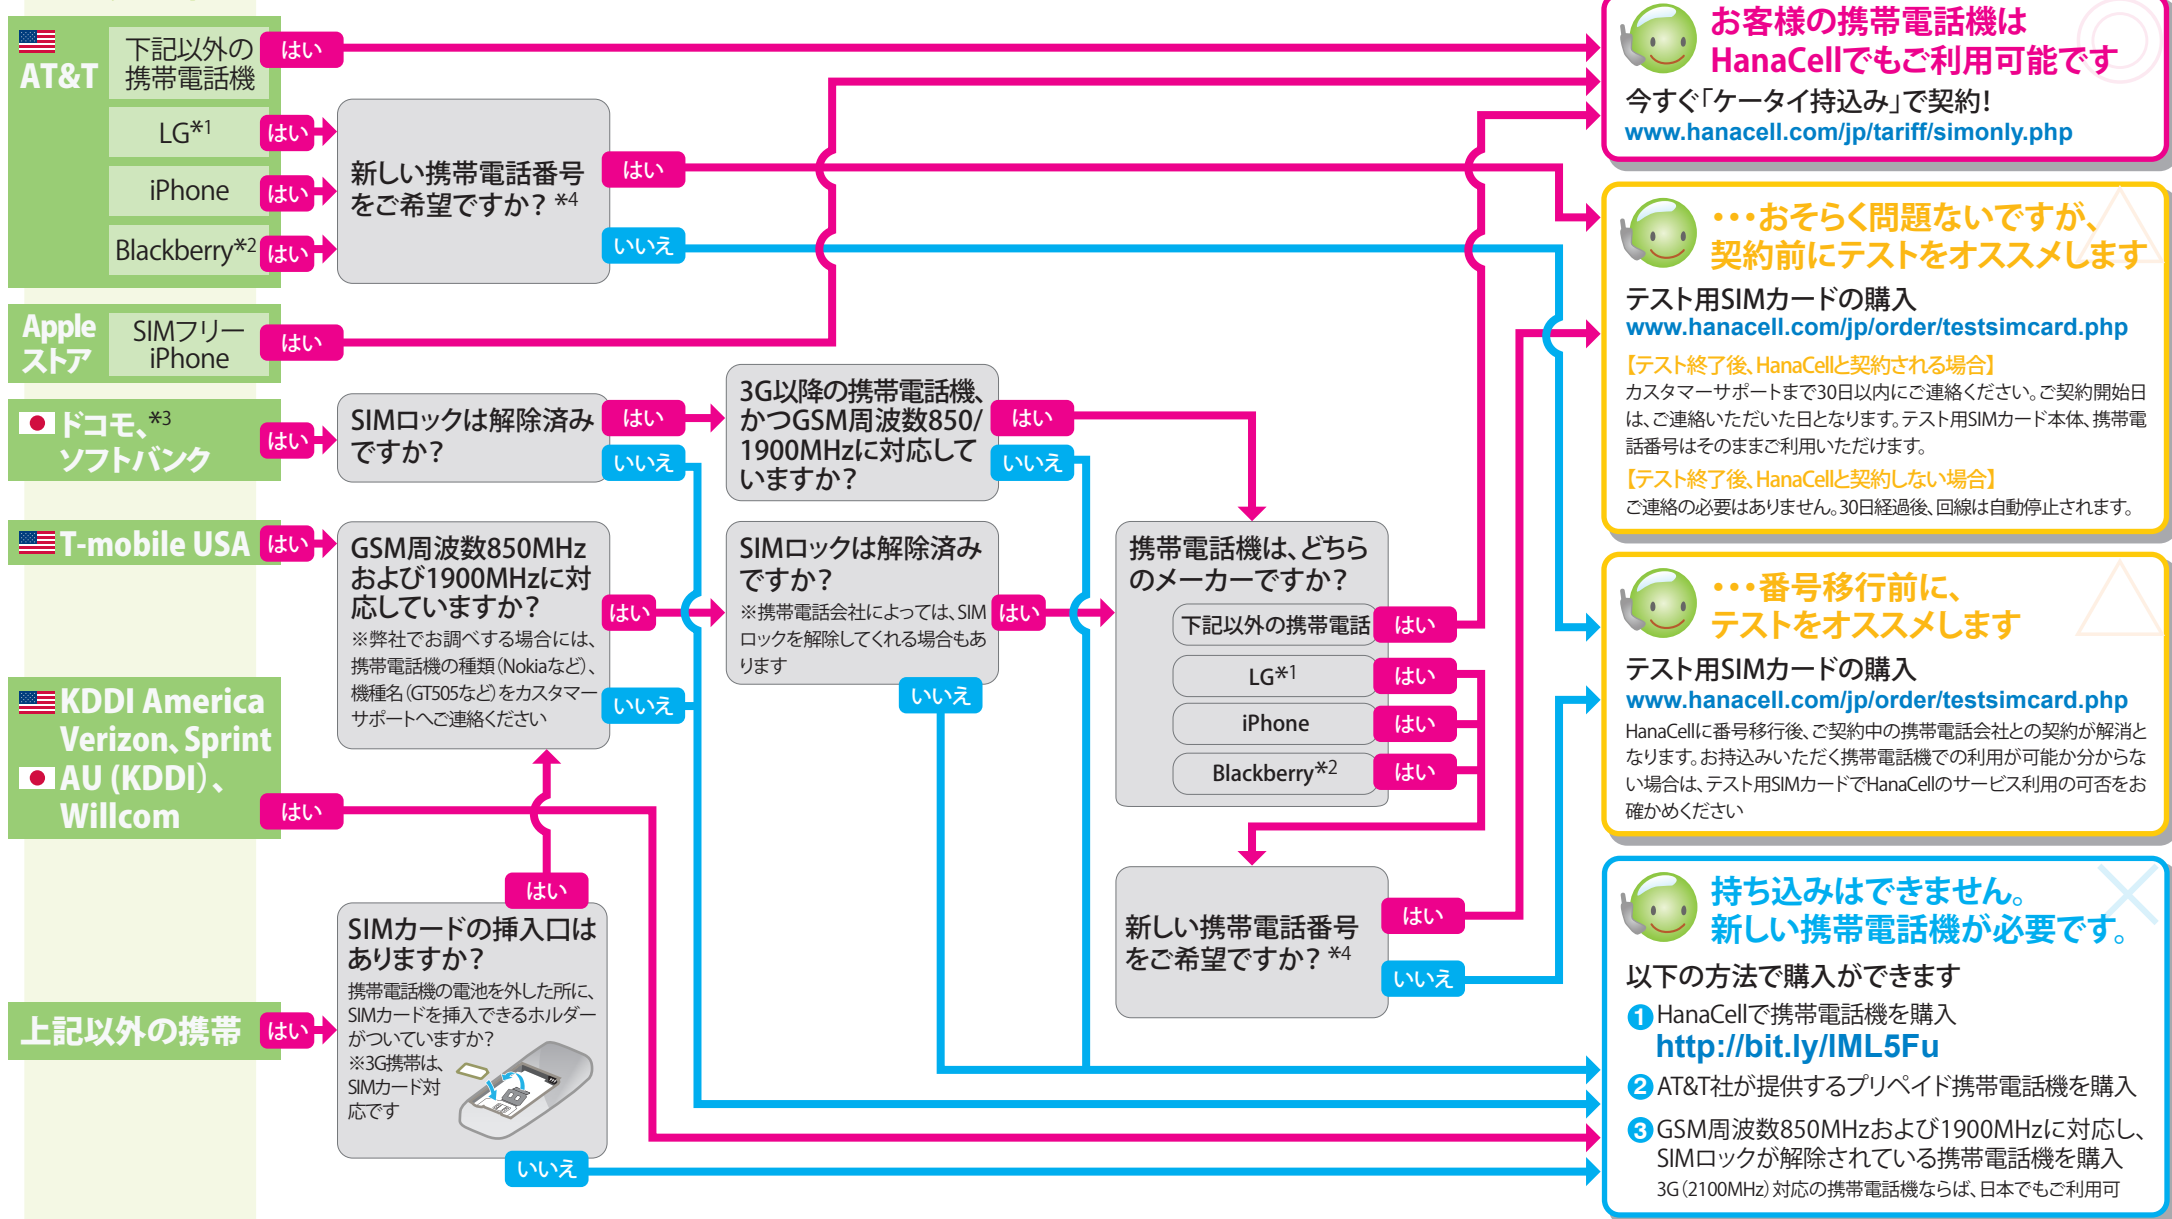 AT&T
下記以外の
携帯電話機
はい
LG*1
はい
iPhone
はい
Blackberry*2
はい
新しい携帯電話番号
をご希望ですか? *4
はい
いいえ
Apple
ストア
SIMフリー
iPhone
はい
ドコモ、*3
ソフトバンク
はい
SIMロックは解除済み
ですか?
はい
いいえ
3G以降の携帯電話機、
かつGSM周波数850/
1900MHzに対応して
いますか?
はい
いいえ
T-mobile USA
はい
GSM周波数850MHz
および1900MHzに対
応していますか?
※弊社でお調べする場合には、
携帯電話機の種類(Nokiaなど)、
機種名(GT505など)をカスタマー
サポートへご連絡ください
はい
いいえ
SIMロックは解除済み
ですか?
※携帯電話会社によっては、SIM
ロックを解除してくれる場合もあ
ります
はい
いいえ
携帯電話機は、どちら
のメーカーですか?
下記以外の携帯電話
はい
LG*1
はい
iPhone
はい
Blackberry*2
はい
KDDI America
Verizon、Sprint
AU (KDDI)、
Willcom
はい
はい
SIMカードの挿入口は
ありますか?
携帯電話機の電池を外した所に、
SIMカードを挿入できるホルダー
がついていますか?
※3G携帯は、
SIMカード対
応です
いいえ
上記以外の携帯
はい
新しい携帯電話番号
をご希望ですか? *4
はい
いいえ
お客様の携帯電話機は
HanaCellでもご利用可能です
今すぐ「ケータイ持込み」で契約!
www.hanacell.com/jp/tariff/simonly.php
・・・おそらく問題ないですが、
契約前にテストをオススメします
テスト用SIMカードの購入
www.hanacell.com/jp/order/testsimcard.php
【テスト終了後、HanaCellと契約される場合】
カスタマーサポートまで30日以内にご連絡ください。ご契約開始日
は、ご連絡いただいた日となります。テスト用SIMカード本体、携帯電
話番号はそのままご利用いただけます。
【テスト終了後、HanaCellと契約しない場合】
ご連絡の必要はありません。30日経過後、回線は自動停止されます。
・・・番号移行前に、
テストをオススメします
テスト用SIMカードの購入
www.hanacell.com/jp/order/testsimcard.php
HanaCellに番号移行後、ご契約中の携帯電話会社との契約が解消と
なります。お持込みいただく携帯電話機での利用が可能か分からな
い場合は、テスト用SIMカードでHanaCellのサービス利用の可否をお
確かめください
持ち込みはできません。
新しい携帯電話機が必要です。
以下の方法で購入ができます
❶HanaCellで携帯電話機を購入
http://bit.ly/IML5Fu
❷AT&T社が提供するプリペイド携帯電話機を購入
❸GSM周波数850MHzおよび1900MHzに対応し、
SIMロックが解除されている携帯電話機を購入
3G(2100MHz)対応の携帯電話機ならば、日本でもご利用可